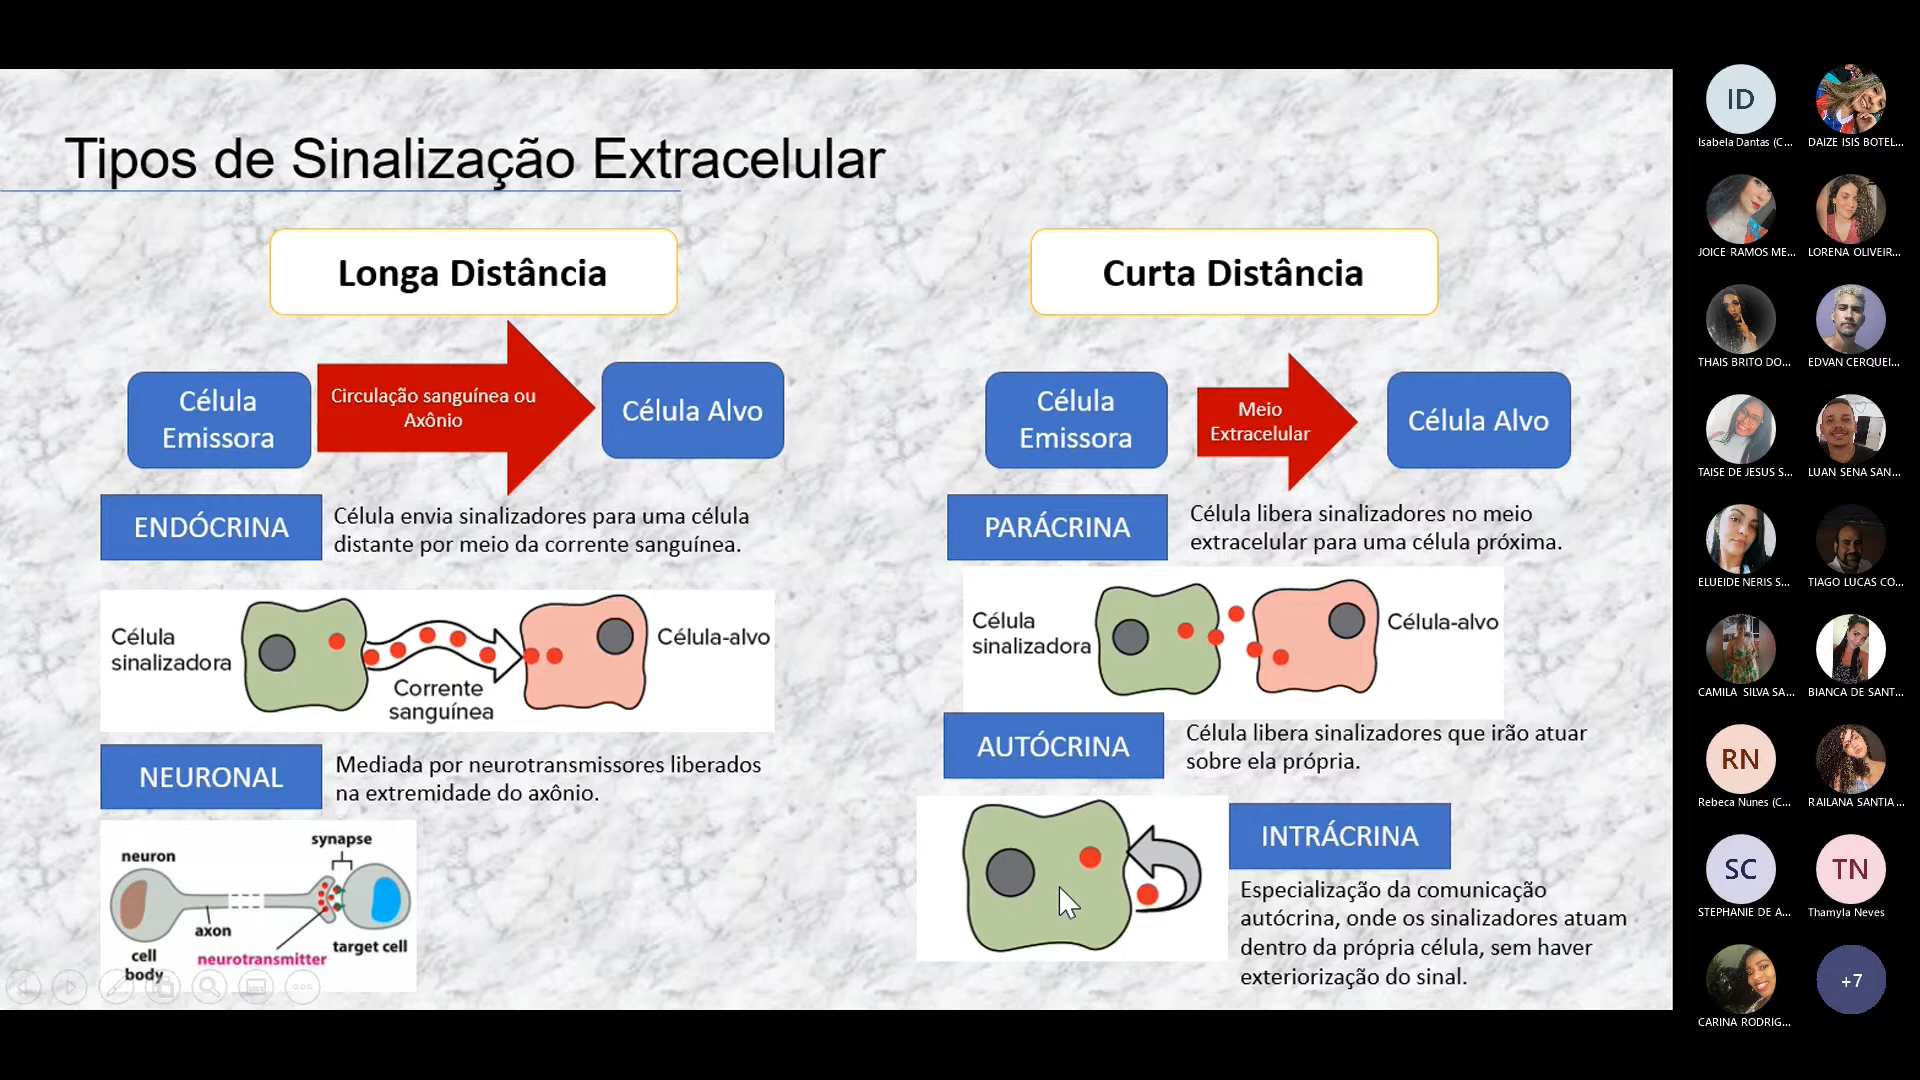 Tipos de Sinalização Extracelular
Longa Distância
Célula
Emissora
Circulação sanguínea ou
Axônio
Célula Alvo
ENDÓCRINA
Célula envia sinalizadores para uma célula
distante por meio da corrente sanguínea.
Célula
sinalizadora
Corrente
sanguínea
Célula-alvo
NEURONAL
Mediada por neurotransmissores liberados
na extremidade do axônio.
synapse
neuron
axon
cell
body
neurotransmitter
target cell
Curta Distância
Célula
Emissora
Meio
Extracelular
Célula Alvo
PARÁCRINA
Célula libera sinalizadores no meio
extracelular para uma célula próxima.
Célula
sinalizadora
Célula-alvo
AUTÓCRINA
Célula libera sinalizadores que irão atuar
sobre ela própria.
INTRÁCRINA
Especialização da comunicação
autócrina, onde os sinalizadores atuam
dentro da própria célula, sem haver
exteriorização do sinal.
ID
Isabela Dantas (C...
DAIZE ISIS BOTEL...
JOICE RAMOS ME...
LORENA OLIVEIR...
THAIS BRITO DO...
EDVAN CERQUEI...
TAISE DE JESUS S...
LUAN SENA SAN...
ELUEIDE NERIS S...
TIAGO LUCAS CO...
CAMILA SILVA SA...
BIANCA DE SANT...
RN
Rebeca Nunes (C...
RAILANA SANTIA...
SC
STEPHANIE DE A...
TN
Thamyla Neves
CARINA RODRIG...
+7